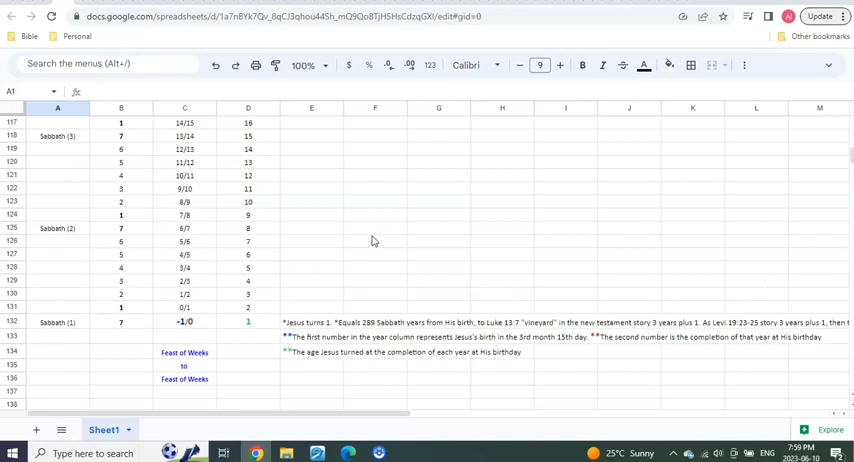 docs.google.com/spreadsheets/d/1a7nBYk7Qv_8qCJ3qhou44Sh_mQ9QoBTjH5HsCdzqGXI/edit#gid=0
AI
Update
Bible
Personal
Other bookmarks
Search the menus (Alt+/)
100%
$
%
.0
.00
123
Calibri
9
B
I
A
A1
fx
A B C D E F G H I J K L M
117 1 14/15 16
118 Sabbath (3) 7 13/14 15
119 6 12/13 14
120 5 11/12 13
121 4 10/11 12
122 3 9/10 11
123 2 8/9 10
124 1 7/8 9
125 Sabbath (2) 7 6/7 8
126 6 5/6 7
127 5 4/5 6
128 4 3/4 5
129 3 2/3 4
130 2 1/2 3
131 1 0/1 2
132 Sabbath (1) 7 -1/0 1 *Jesus turns 1. *Equals 289 Sabbath years from His birth, to Luke 13:7 "vineyard" in the new testament story 3 years plus 1. As Levi.19:23-25 story 3 years plus 1, then t
133 **The first number in the year column represents Jesus's birth in the 3rd month 15th day. **The second number is the completion of that year at His birthday
134 Feast of Weeks **The age Jesus turned at the completion of each year at His birthday
135 to
136 Feast of Weeks
137
138
Sheet1
Explore
Type here to search
25°C Sunny
ENG
7:59 PM
2023-06-10
2